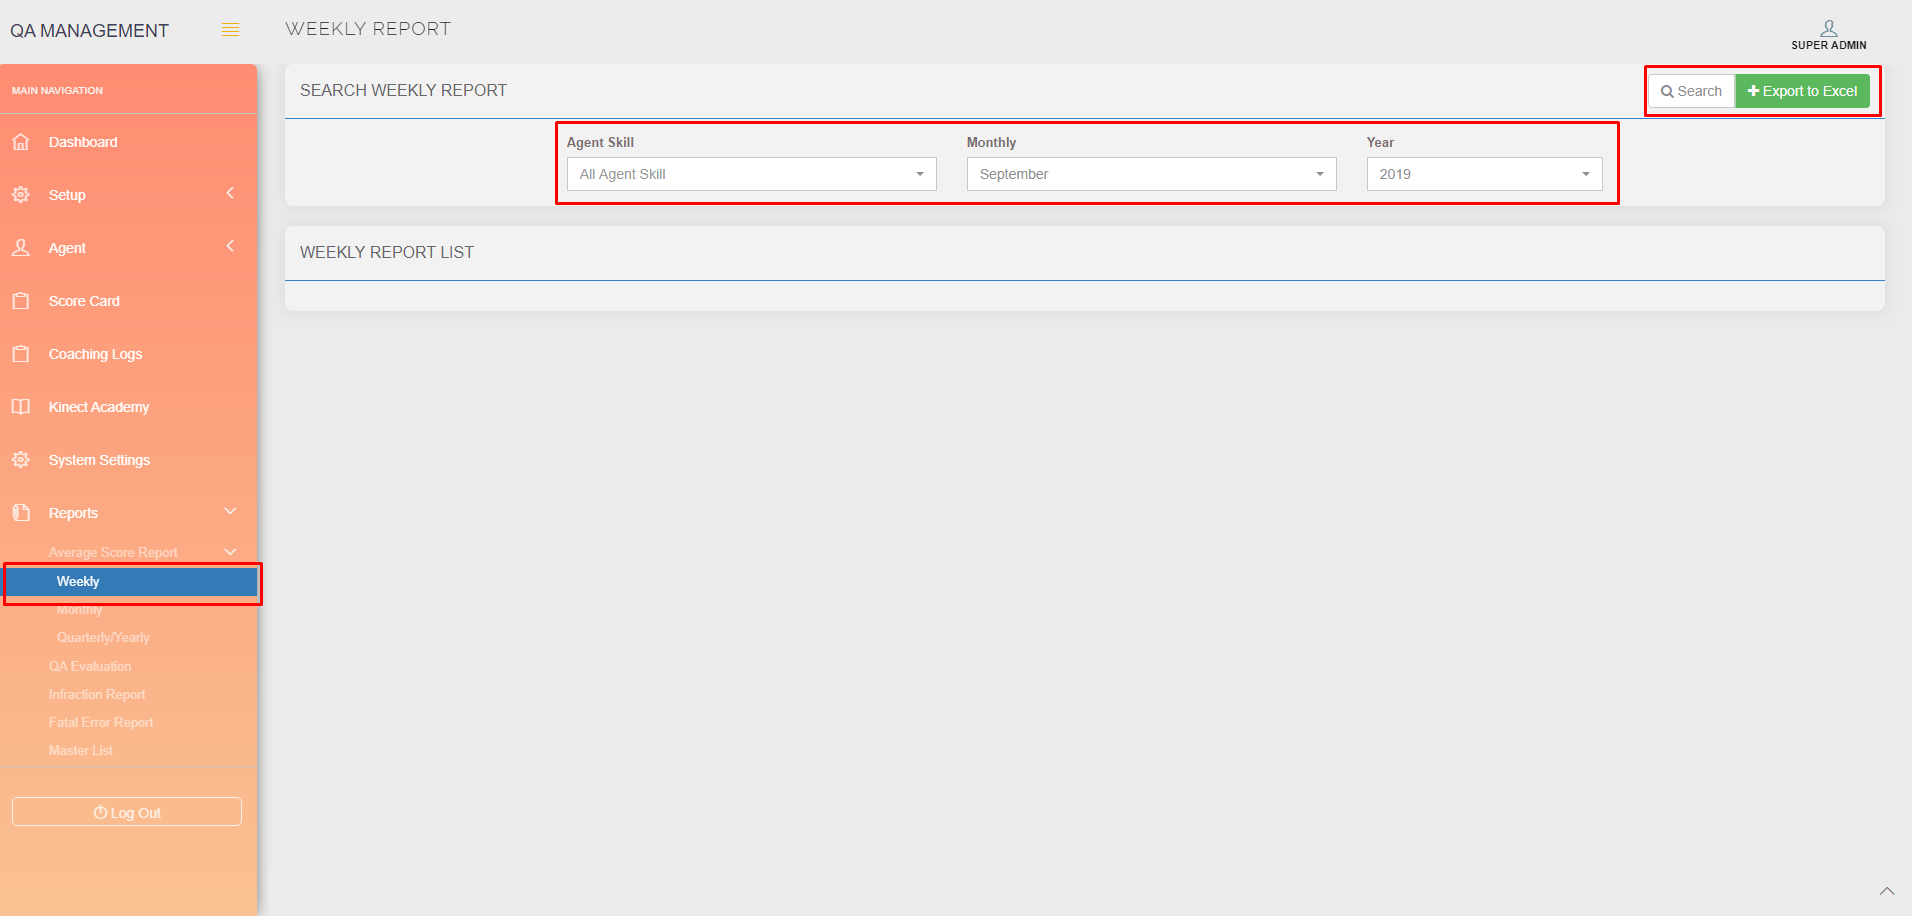 QA MANAGEMENT
WEEKLY REPORT
SUPER ADMIN
MAIN NAVIGATION
Dashboard
Setup
Agent
Score Card
Coaching Logs
Kinect Academy
System Settings
Reports
Average Score Report
Weekly
Monthly
Quarterly/Yearly
QA Evaluation
Infraction Report
Fatal Error Report
Master List
Log Out
SEARCH WEEKLY REPORT
Search
Export to Excel
Agent Skill
Monthly
Year
All Agent Skill
September
2019
WEEKLY REPORT LIST